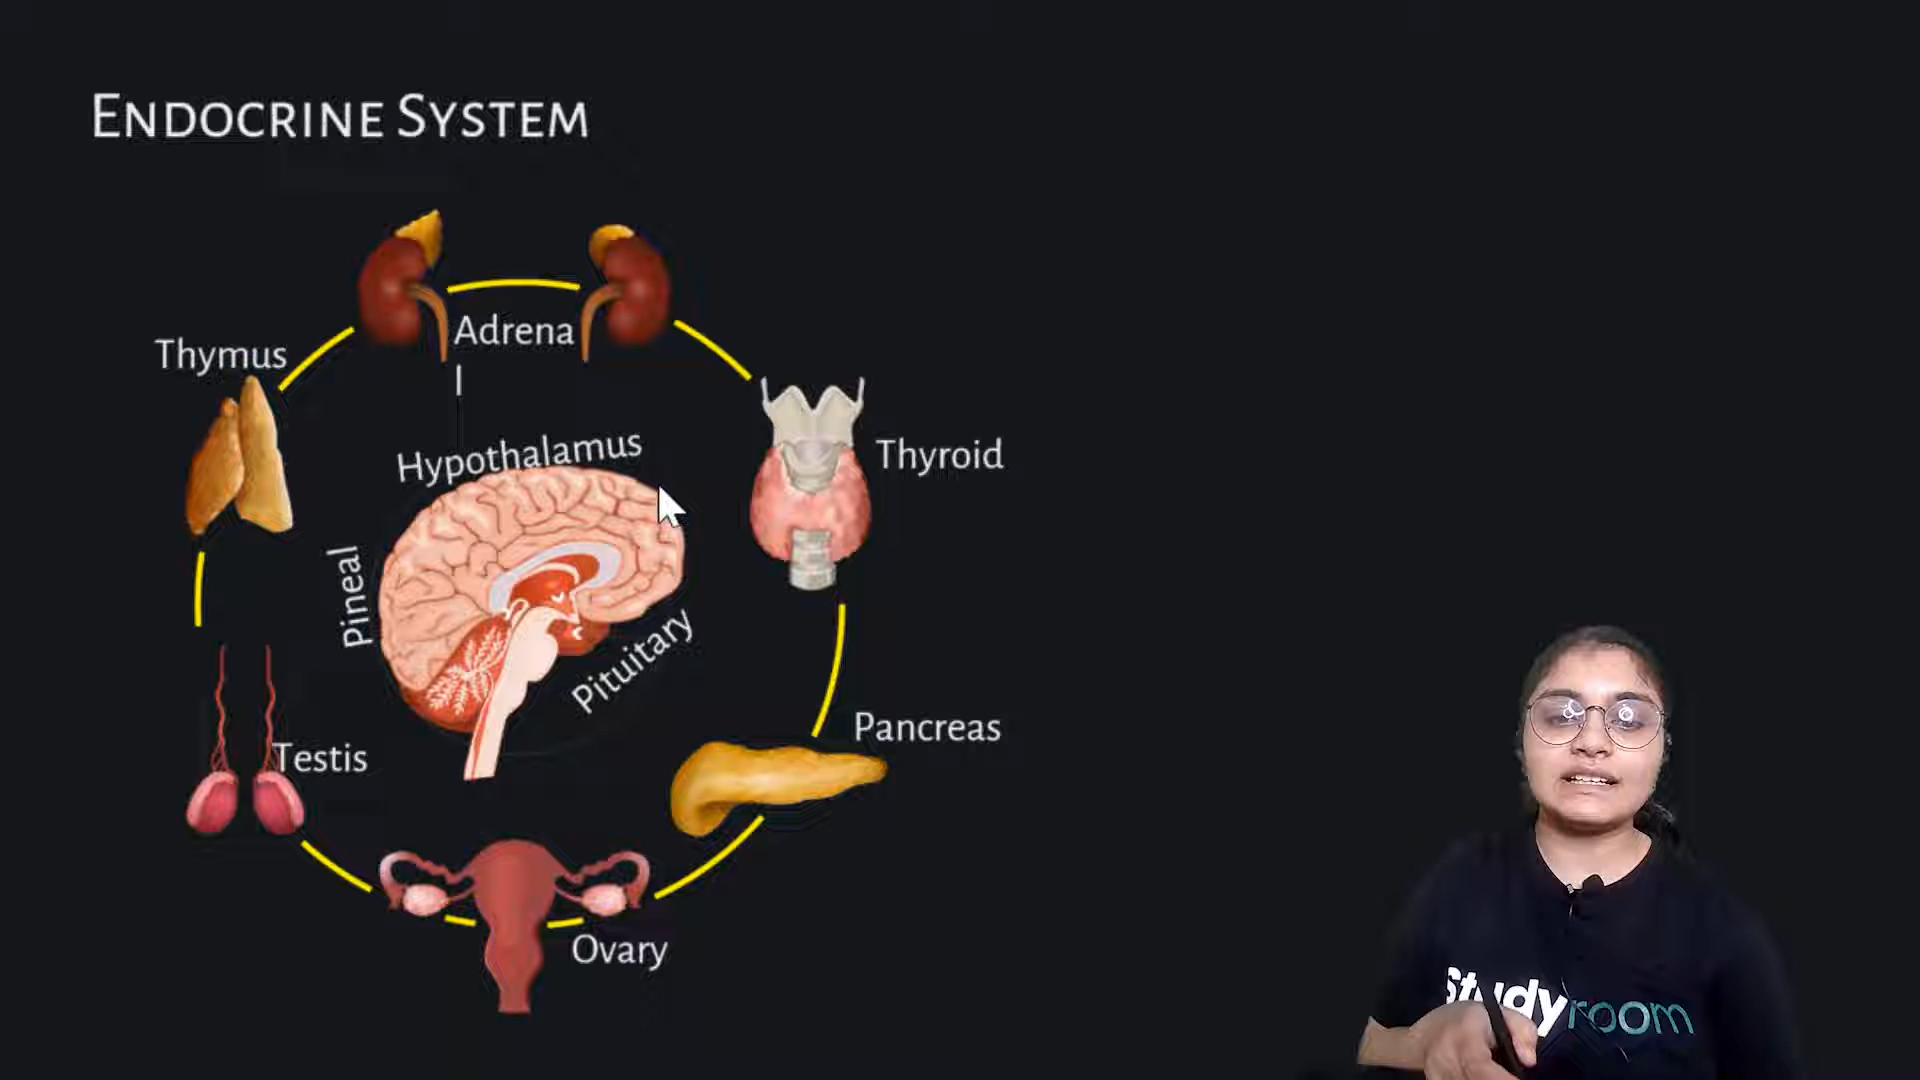 ENDOCRINE SYSTEM
Adrena
l
Thymus
Hypothalamus
Thyroid
Pineal
Pituitary
Pancreas
Testis
Ovary
Studyroom